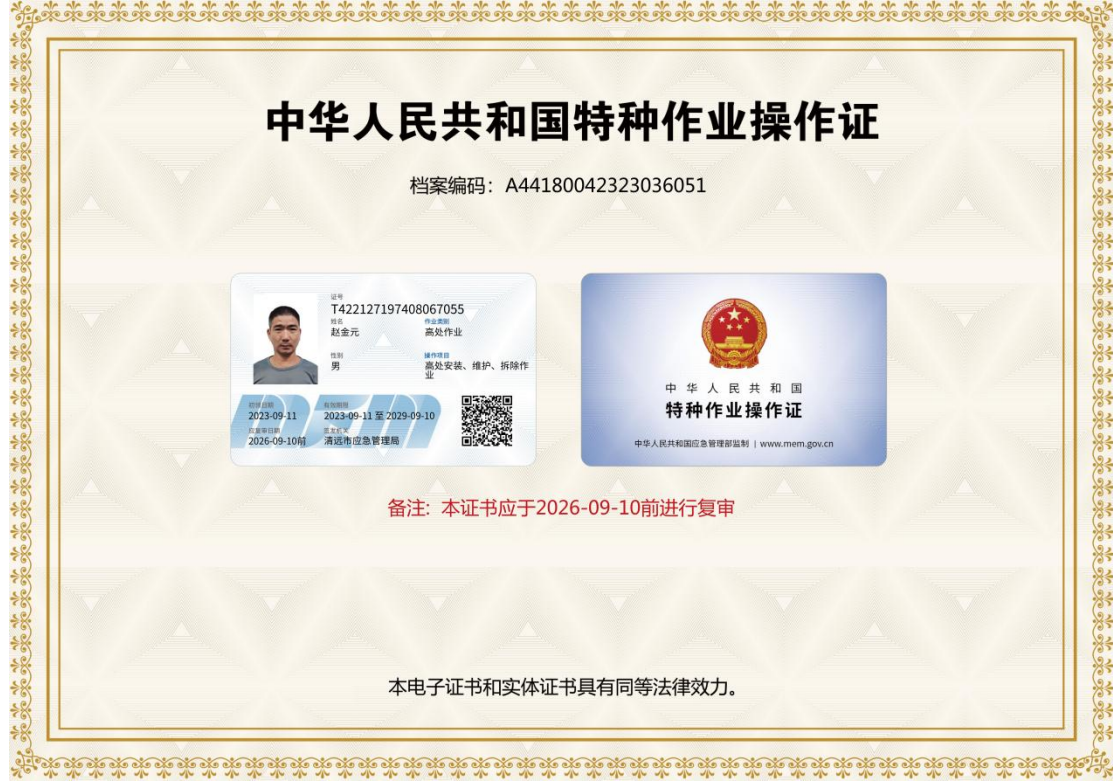 中华人民共和国特种作业操作证
档案编码：A44180042323036051
证号
T422127197408067055
姓名
赵金元
作业类别
高处作业
性别
男
操作项目
高处安装、维护、拆除作
业
初领日期
2023-09-11
有效期限
2023-09-11 至 2029-09-10
应复审日期
2026-09-10前
签发机关
清远市应急管理局
中华人民共和国
特种作业操作证
中华人民共和国应急管理部监制 | www.mem.gov.cn
备注: 本证书应于2026-09-10前进行复审
本电子证书和实体证书具有同等法律效力。